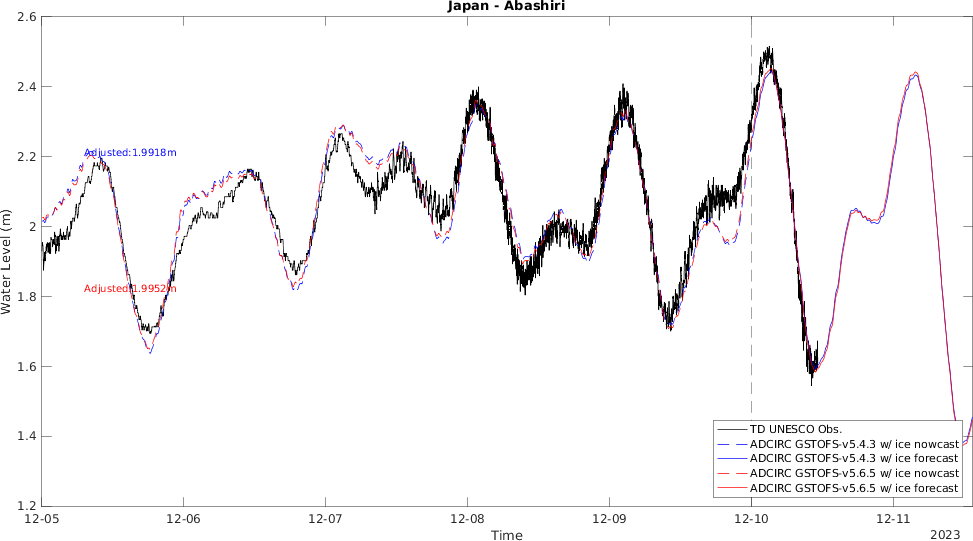 Japan - Abashiri
2.6
2.4
2.2
2
1.8
1.6
1.4
1.2
Water Level (m)
Adjusted:1.9918m
Adjusted:1.9952m
TD UNESCO Obs.
ADCIRC GSTOFS-v5.4.3 w/ ice nowcast
ADCIRC GSTOFS-v5.4.3 w/ ice forecast
ADCIRC GSTOFS-v5.6.5 w/ ice nowcast
ADCIRC GSTOFS-v5.6.5 w/ ice forecast
12-05 12-06 12-07 12-08 12-09 12-10 12-11
Time
2023